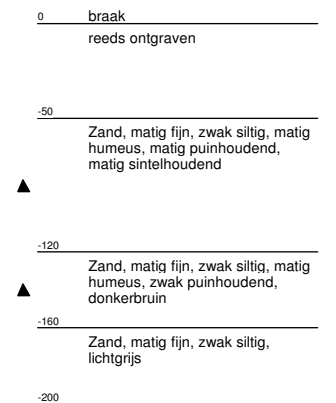 0 braak
reeds ontgraven
-50
Zand, matig fijn, zwak siltig, matig
humeus, matig puinhoudend,
matig sintelhoudend
-120
Zand, matig fijn, zwak siltig, matig
humeus, zwak puinhoudend,
donkerbruin
-160
Zand, matig fijn, zwak siltig,
lichtgrijs
-200